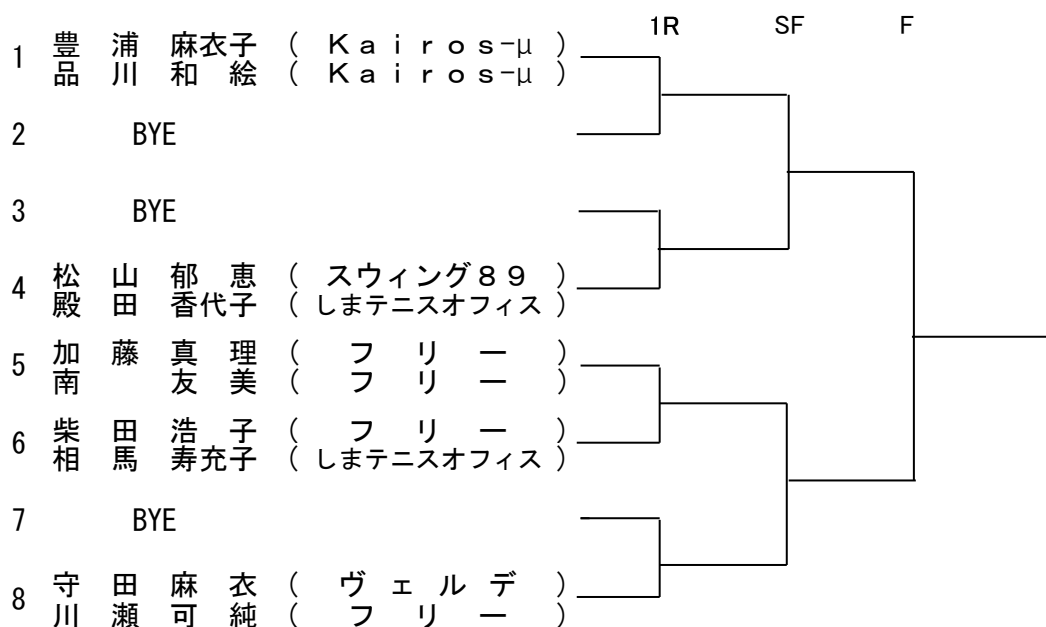 1R SF F
1 豊浦 麻衣子 ( Kairos-μ )
品川 和絵 ( Kairos-μ )
2 BYE
3 BYE
4 松山 郁恵 ( スウィング89 )
殿田 香代子 ( しまテニスオフィス )
5 加藤 真理 ( フリー )
南 友美 ( フリー )
6 柴田 浩子 ( フリー )
相馬 寿充子 ( しまテニスオフィス )
7 BYE
8 守田 麻衣 ( ヴェルデ )
川瀬 可純 ( フリー )